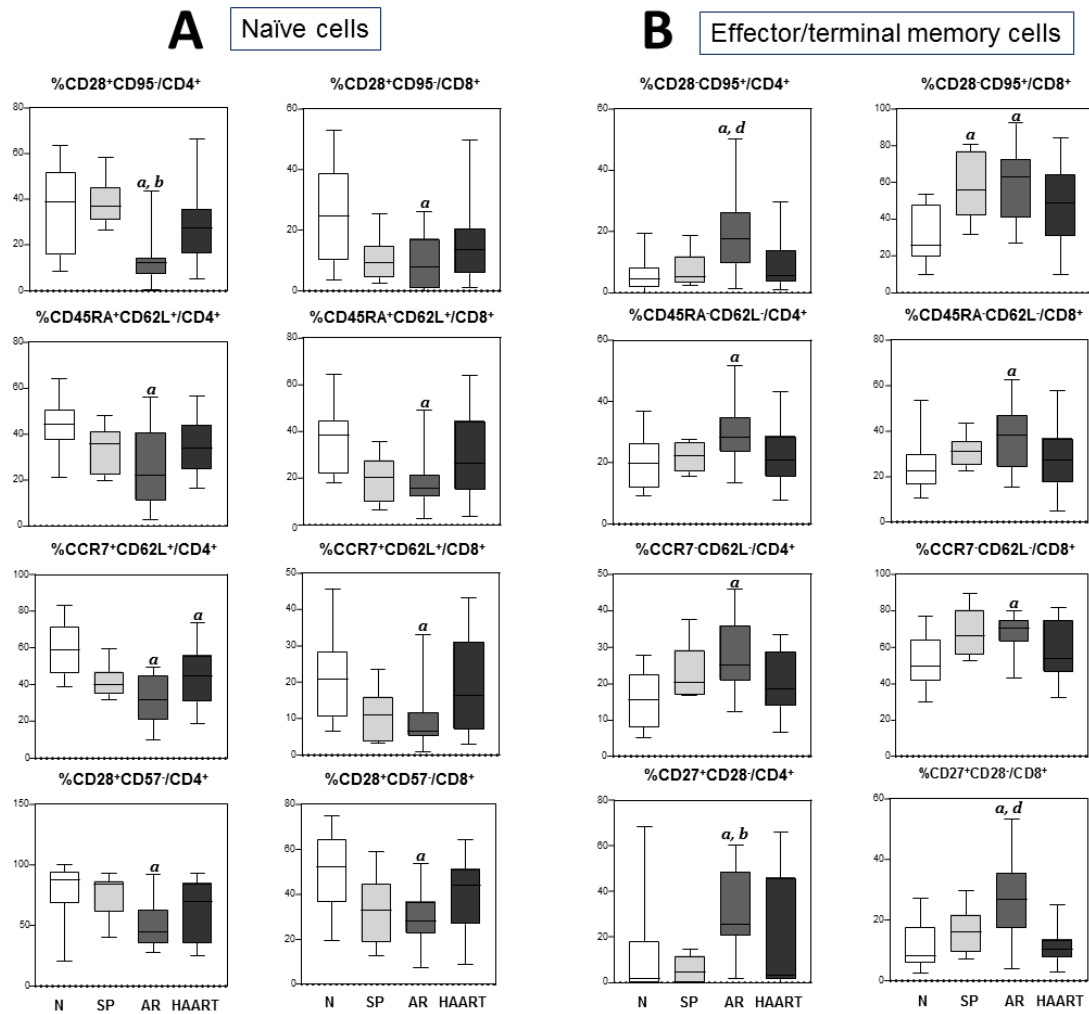 A Naïve cells B Effector/terminal memory cells
%CD28⁺CD95⁻/CD4⁺ %CD28⁺CD95⁻/CD8⁺ %CD28⁻CD95⁺/CD4⁺ %CD28⁻CD95⁺/CD8⁺
80 60 80 100
a, d a a
60 60 80
a, b 40
a 60
40 40
20 40
20 20 20
0 0 0 0
%CD45RA⁺CD62L⁺/CD4⁺ %CD45RA⁺CD62L⁺/CD8⁺ %CD45RA⁻CD62L⁻/CD4⁺ %CD45RA⁻CD62L⁻/CD8⁺
80 80 60 80
a a a a
60 60 40 60
40 40 40
20 20 20 20
0 0 0 0
%CCR7⁺CD62L⁺/CD4⁺ %CCR7⁺CD62L⁺/CD8⁺ %CCR7⁻CD62L⁻/CD4⁺ %CCR7⁻CD62L⁻/CD8⁺
100 50 50 100
a a a a a
80 40 40 80
60 30 30 60
40 20 20 40
20 10 10 20
0 0 0 0
%CD28⁺CD57⁻/CD4⁺ %CD28⁺CD57⁻/CD8⁺ %CD27⁺CD28⁻/CD4⁺ %CD27⁺CD28⁻/CD8⁺
150 80 80 60
a a a, b a, d
100 60 60 40
40 40
50 20 20 20
0 0 0 0
N SP AR HAART N SP AR HAART N SP AR HAART N SP AR HAART